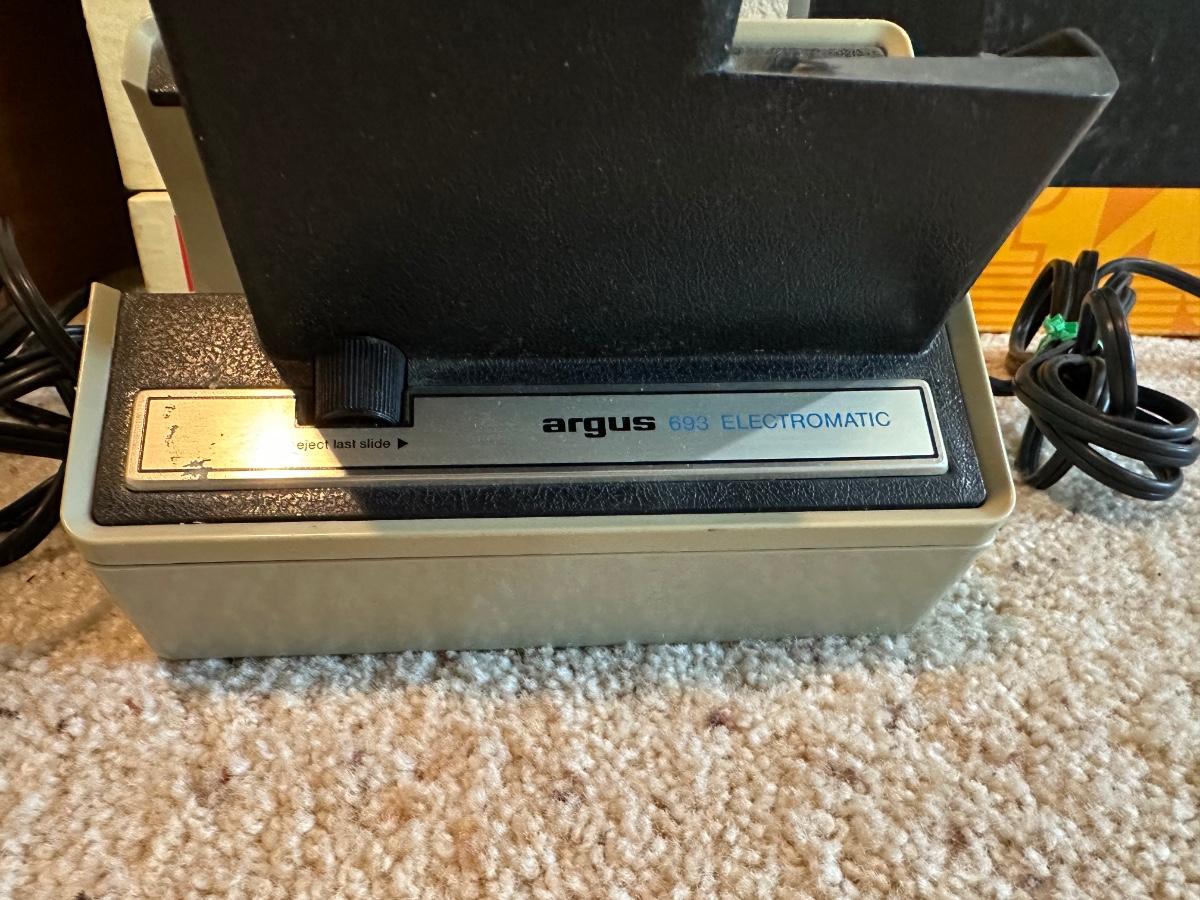 argus 693 ELECTROMATIC
eject last slide ▶